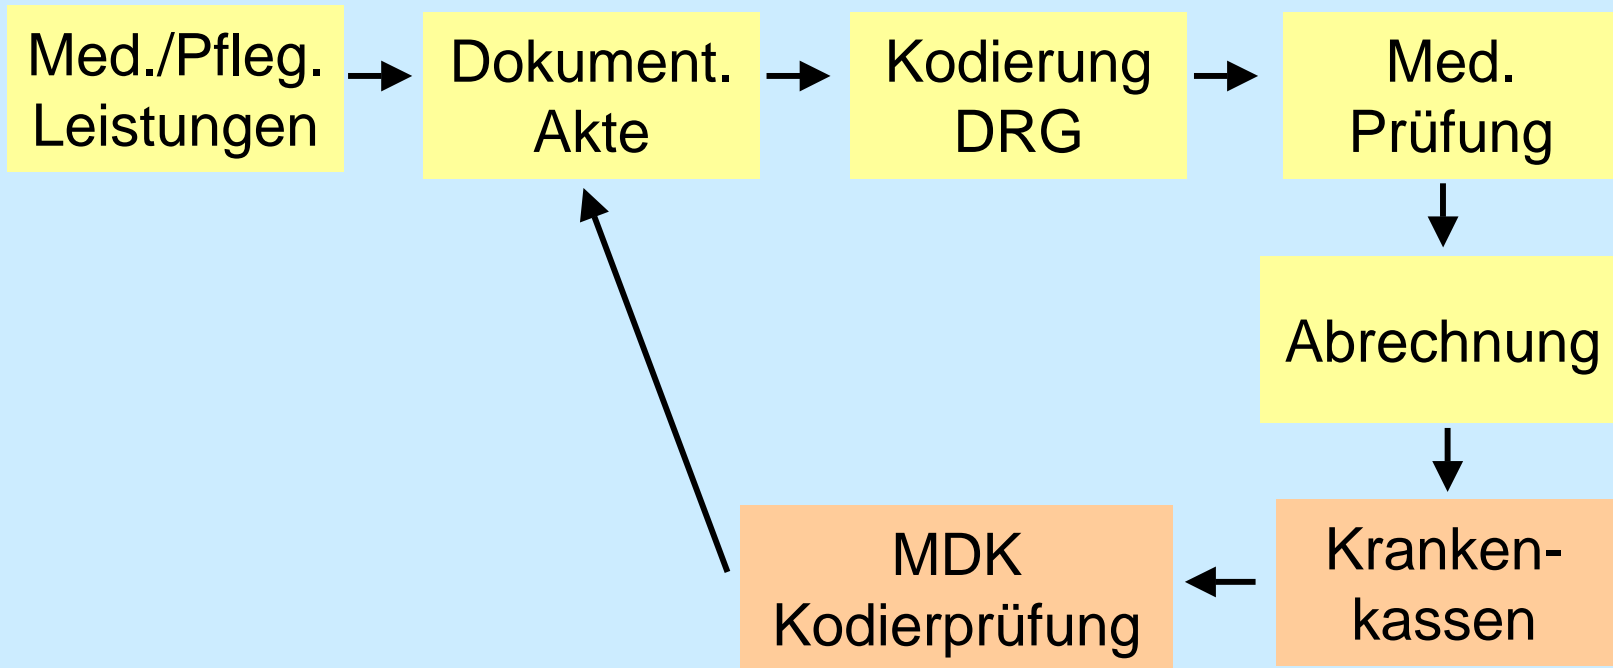 Med./Pfleg.
Leistungen
Dokument.
Akte
Kodierung
DRG
Med.
Prüfung
Abrechnung
Kranken-
kassen
MDK
Kodierprüfung